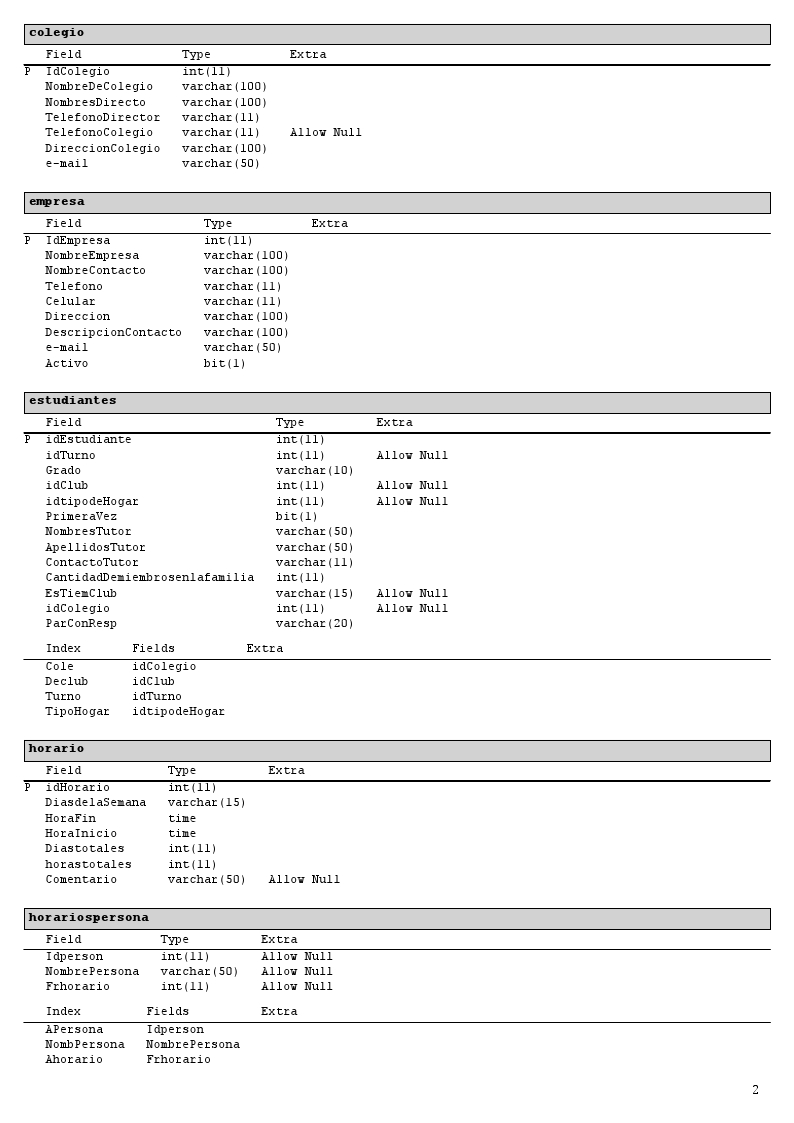 colegio
Field Type Extra
P IdColegio int(11)
NombreDeColegio varchar(100)
NombresDirecto varchar(100)
TelefonoDirector varchar(11)
TelefonoColegio varchar(11) Allow Null
DireccionColegio varchar(100)
e-mail varchar(50)
empresa
Field Type Extra
P IdEmpresa int(11)
NombreEmpresa varchar(100)
NombreContacto varchar(100)
Telefono varchar(11)
Celular varchar(11)
Direccion varchar(100)
DescripcionContacto varchar(100)
e-mail varchar(50)
Activo bit(1)
estudiantes
Field Type Extra
P idEstudiante int(11)
idTurno int(11) Allow Null
Grado varchar(10)
idClub int(11) Allow Null
idtipodeHogar int(11) Allow Null
PrimeraVez bit(1)
NombresTutor varchar(50)
ApellidosTutor varchar(50)
ContactoTutor varchar(11)
CantidadDemiembrosenlafamilia int(11)
EsTiemClub varchar(15) Allow Null
idColegio int(11) Allow Null
ParConResp varchar(20)
Index Fields Extra
Cole idColegio
Declub idClub
Turno idTurno
TipoHogar idtipodeHogar
horario
Field Type Extra
P idHorario int(11)
DiasdelaSemana varchar(15)
HoraFin time
HoraInicio time
Diastotales int(11)
horastotales int(11)
Comentario varchar(50) Allow Null
horariospersona
Field Type Extra
Idperson int(11) Allow Null
NombrePersona varchar(50) Allow Null
Frhorario int(11) Allow Null
Index Fields Extra
APersona Idperson
NombPersona NombrePersona
Ahorario Frhorario
2